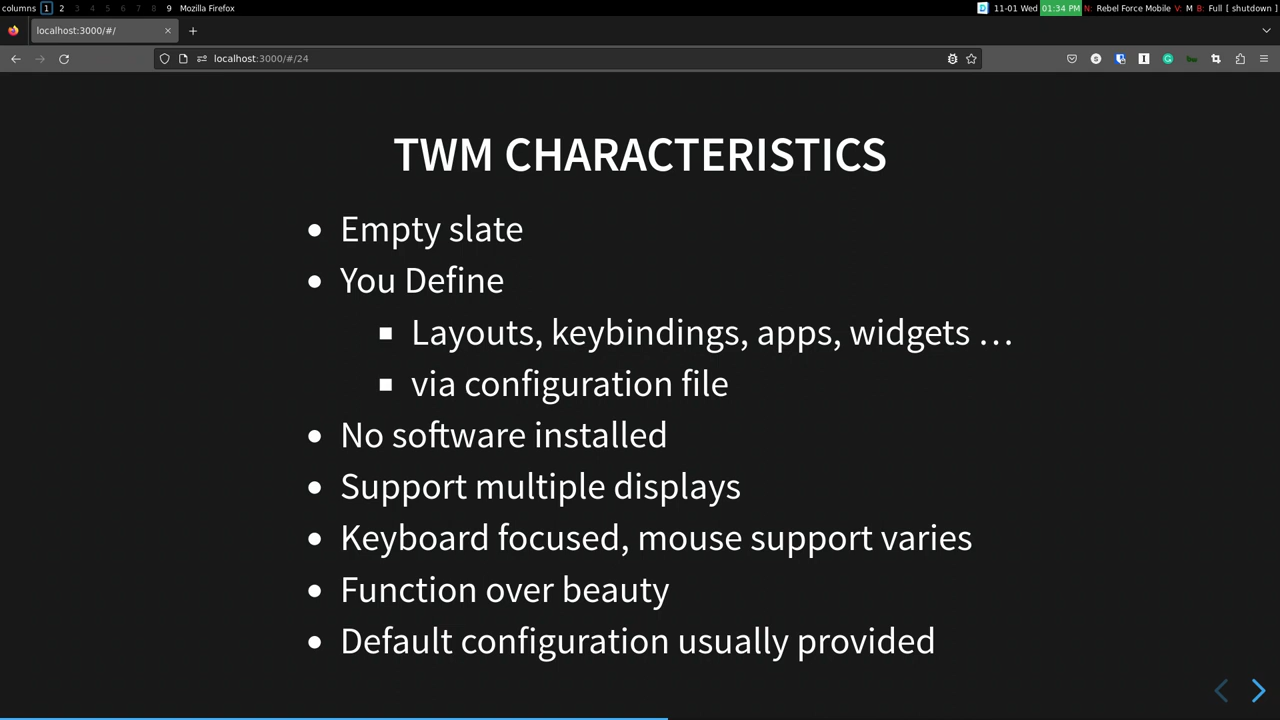 columns 1 2 3 4 5 6 7 8 9 Mozilla Firefox D 11-01 Wed 01:34 PM N: Rebel Force Mobile V: M B: Full [ shutdown ]
localhost:3000/#/
localhost:3000/#/24
TWM CHARACTERISTICS
Empty slate
You Define
Layouts, keybindings, apps, widgets …
via configuration file
No software installed
Support multiple displays
Keyboard focused, mouse support varies
Function over beauty
Default configuration usually provided